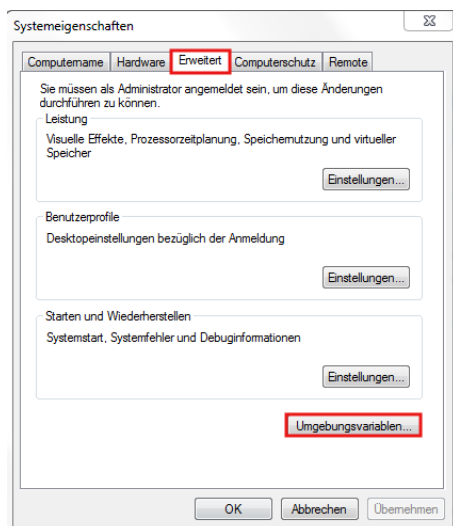 Systemeigenschaften
Computername Hardware Erweitert Computerschutz Remote
Sie müssen als Administrator angemeldet sein, um diese Änderungen
durchführen zu können.
Leistung
Visuelle Effekte, Prozessorzeitplanung, Speichernutzung und virtueller
Speicher
Einstellungen...
Benutzerprofile
Desktopeinstellungen bezüglich der Anmeldung
Einstellungen...
Starten und Wiederherstellen
Systemstart, Systemfehler und Debuginformationen
Einstellungen...
Umgebungsvariablen...
OK Abbrechen Übernehmen